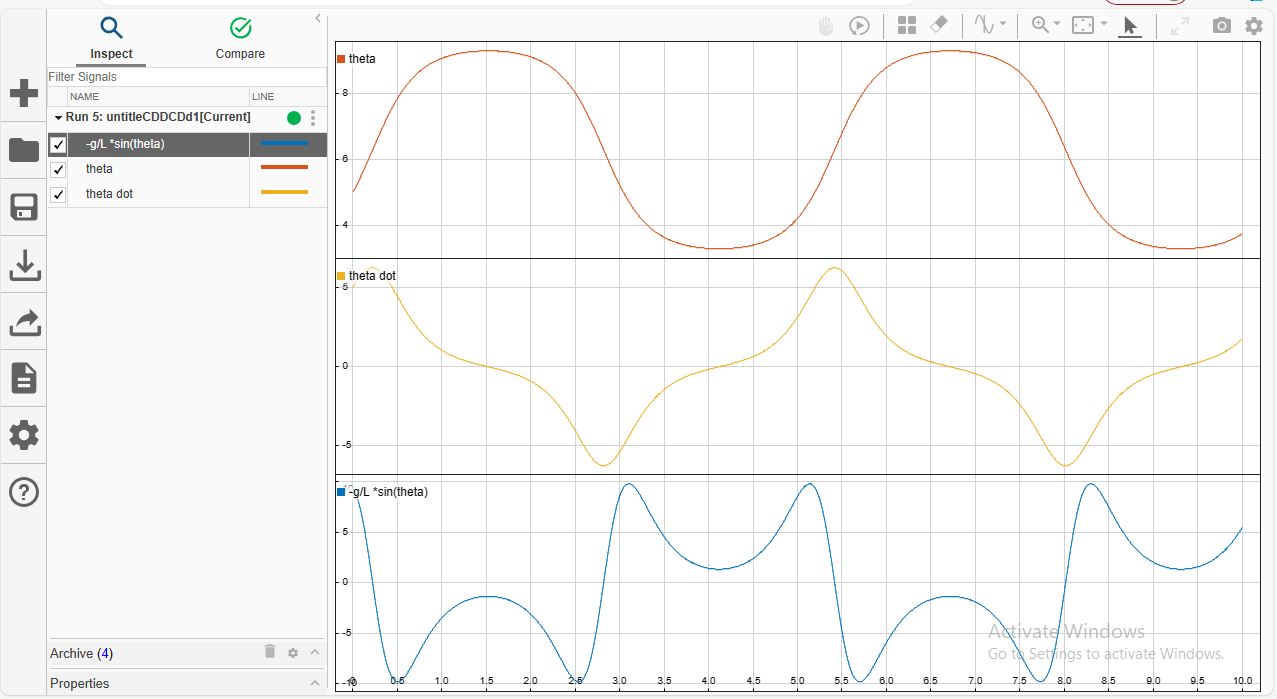 Inspect
Compare
Filter Signals
NAME
LINE
Run 5: untitleCDDCDd1[Current]
-g/L *sin(theta)
theta
theta dot
Archive (4)
Properties
theta
8
6
4
theta dot
5
0
-5
-g/L *sin(theta)
5
0
-5
-10
0 0.5 1.0 1.5 2.0 2.5 3.0 3.5 4.0 4.5 5.0 5.5 6.0 6.5 7.0 7.5 8.0 8.5 9.0 9.5 10.0
Activate Windows
Go to Settings to activate Windows.